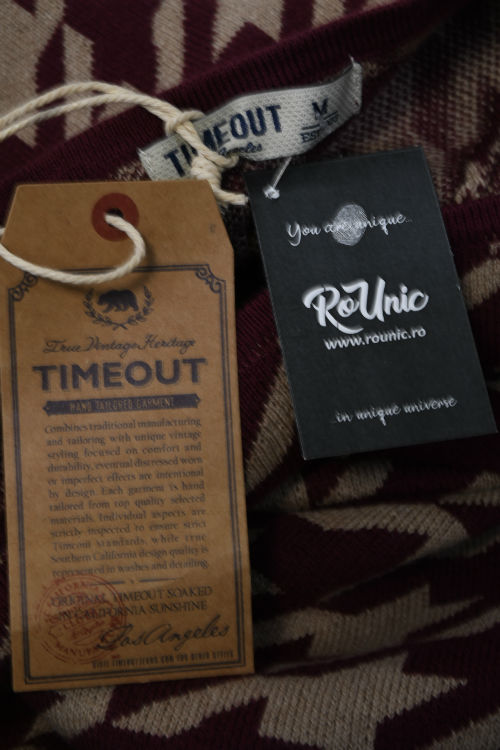 TIMEOUT
Los Angeles
M
EST
True Vintage Heritage
TIMEOUT
HAND TAILORED GARMENT
Combines traditional manufacturing
and tailoring with unique vintage
styling focused on comfort and
durability, eventual distressed worn
or imperfect effects are intentional
by design. Each garment is hand
tailored from top quality selected
materials. Individual aspects are
strictly inspected to ensure strict
Timeout Standards, while true
Southern California design quality is
represented in washes and detailing.
ORIGINAL TIMEOUT SOAKED
IN CALIFORNIA SUNSHINE
Los Angeles
You are unique...
RoUnic
www.rounic.ro
...in unique universe